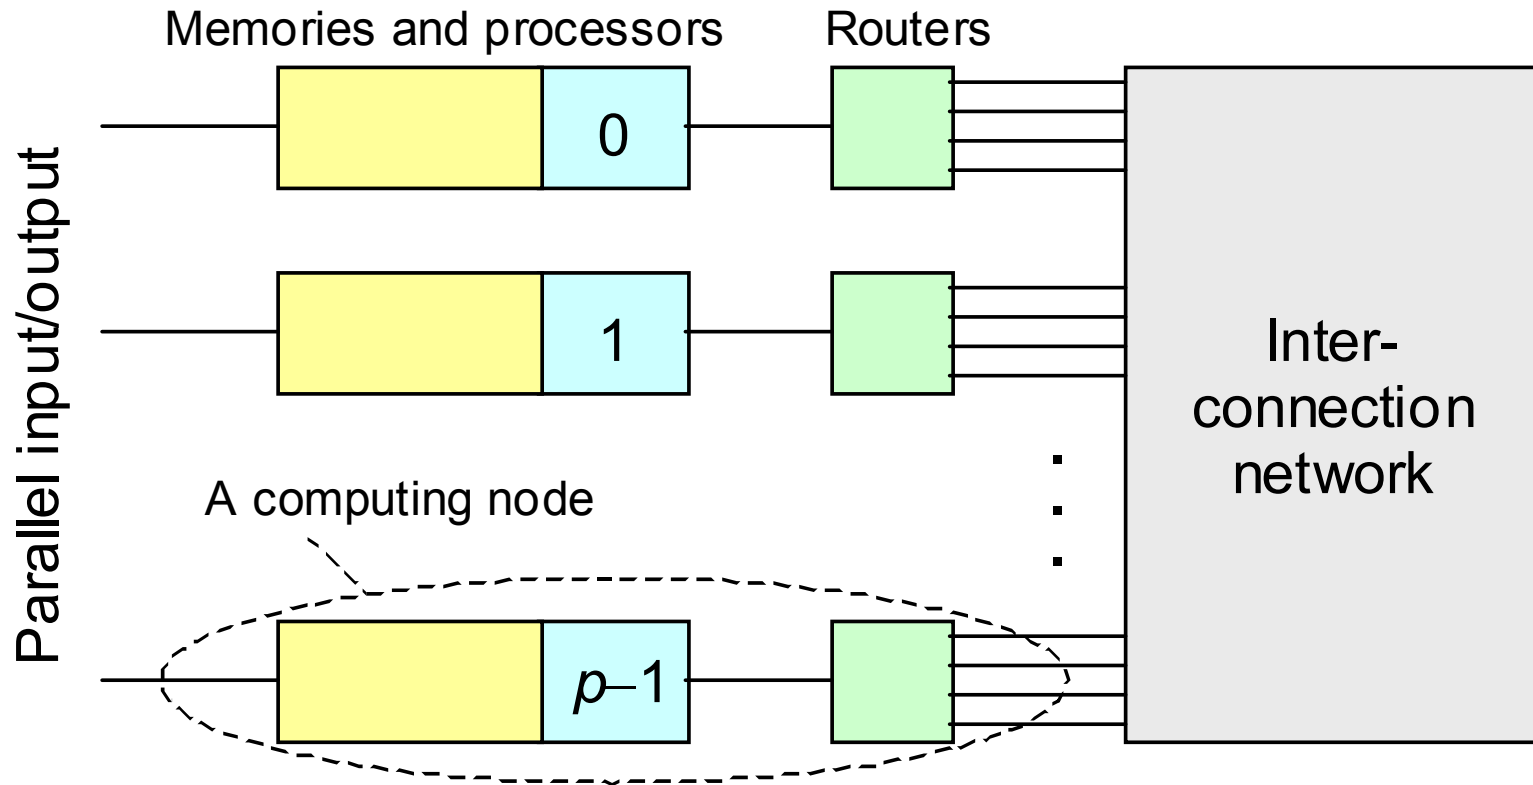 Memories and processors
Routers
Parallel input/output
0
1
Inter-
connection
network
A computing node
p–1